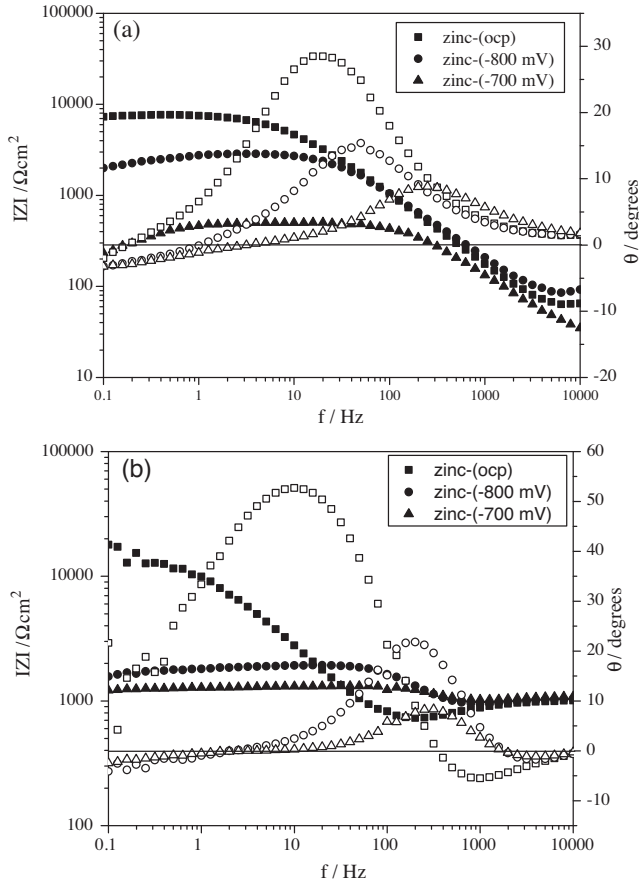 (a)
zinc-(ocp)
zinc-(-800 mV)
zinc-(-700 mV)
100000
10000
1000
100
10
IZI / Ωcm²
30
20
10
0
-10
-20
θ / degrees
0.1
1
10
100
1000
10000
f / Hz
(b)
zinc-(ocp)
zinc-(-800 mV)
zinc-(-700 mV)
100000
10000
1000
100
IZI / Ωcm²
60
50
40
30
20
10
0
-10
θ / degrees
0.1
1
10
100
1000
10000
f / Hz